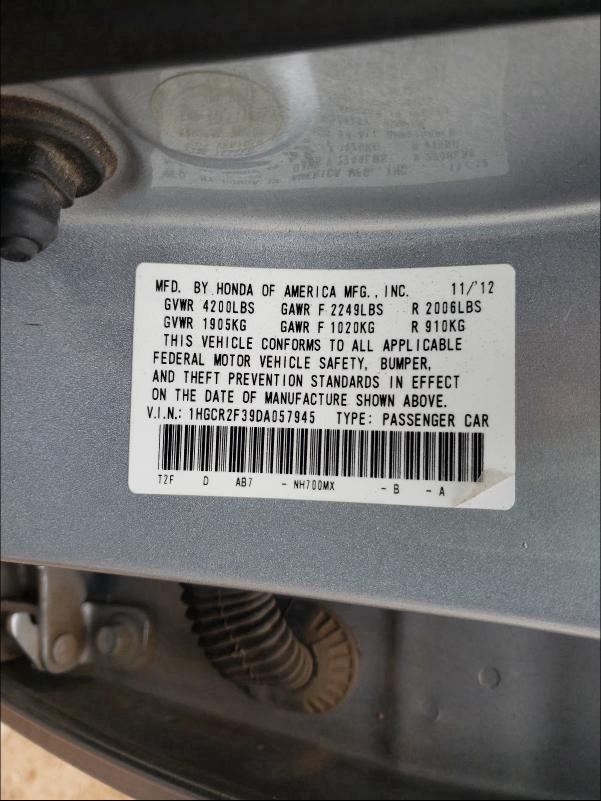 MFD. BY HONDA OF AMERICA MFG., INC. 11/'12
GVWR 4200LBS GAWR F 2249LBS R 2006LBS
GVWR 1905KG GAWR F 1020KG R 910KG
THIS VEHICLE CONFORMS TO ALL APPLICABLE
FEDERAL MOTOR VEHICLE SAFETY, BUMPER,
AND THEFT PREVENTION STANDARDS IN EFFECT
ON THE DATE OF MANUFACTURE SHOWN ABOVE.
V.I.N.: 1HGCR2F39DA057945 TYPE: PASSENGER CAR
T2F D AB7 - NH700MX - B - A